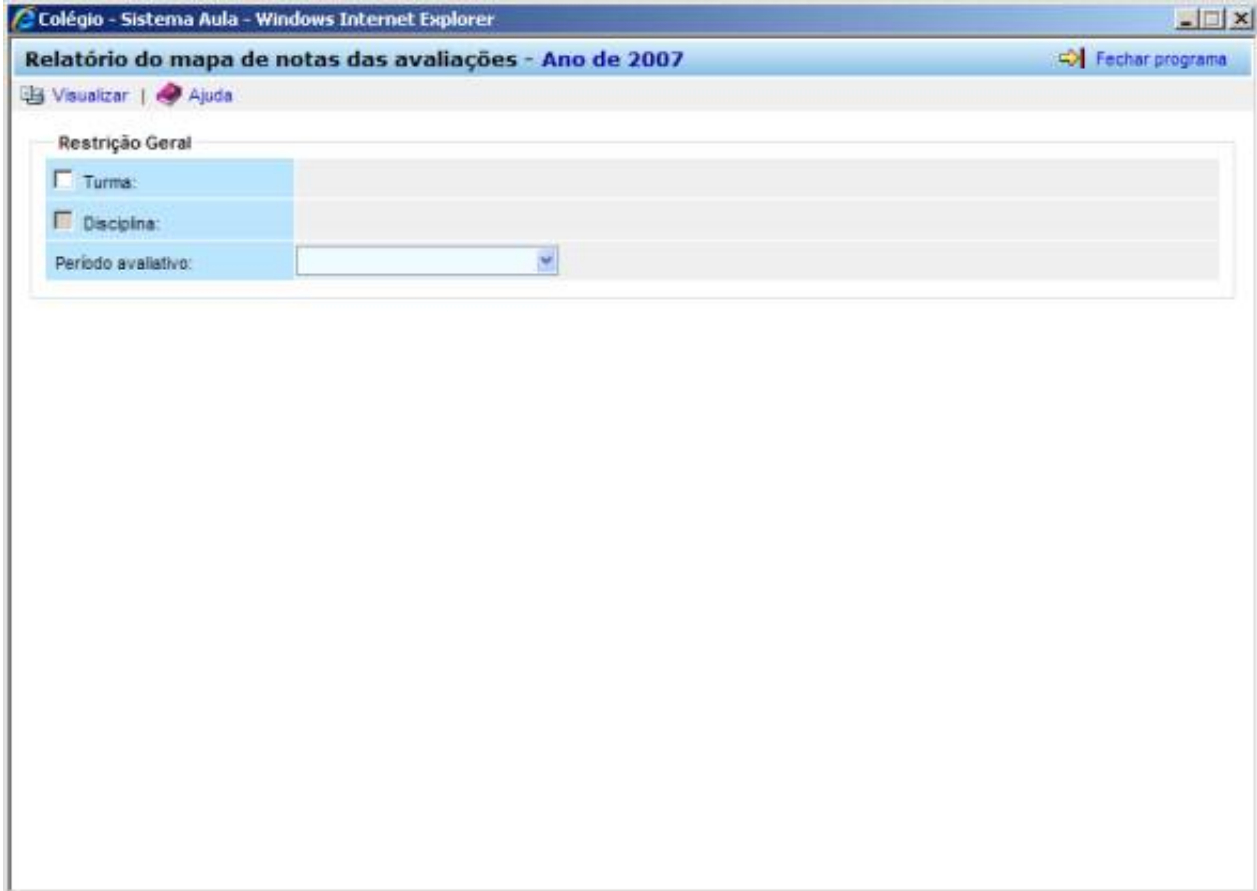 Colégio - Sistema Aula - Windows Internet Explorer
Relatório do mapa de notas das avaliações - Ano de 2007 Fechar programa
Visualizar | Ajuda
Restrição Geral
Turma:
Disciplina:
Período avaliativo: